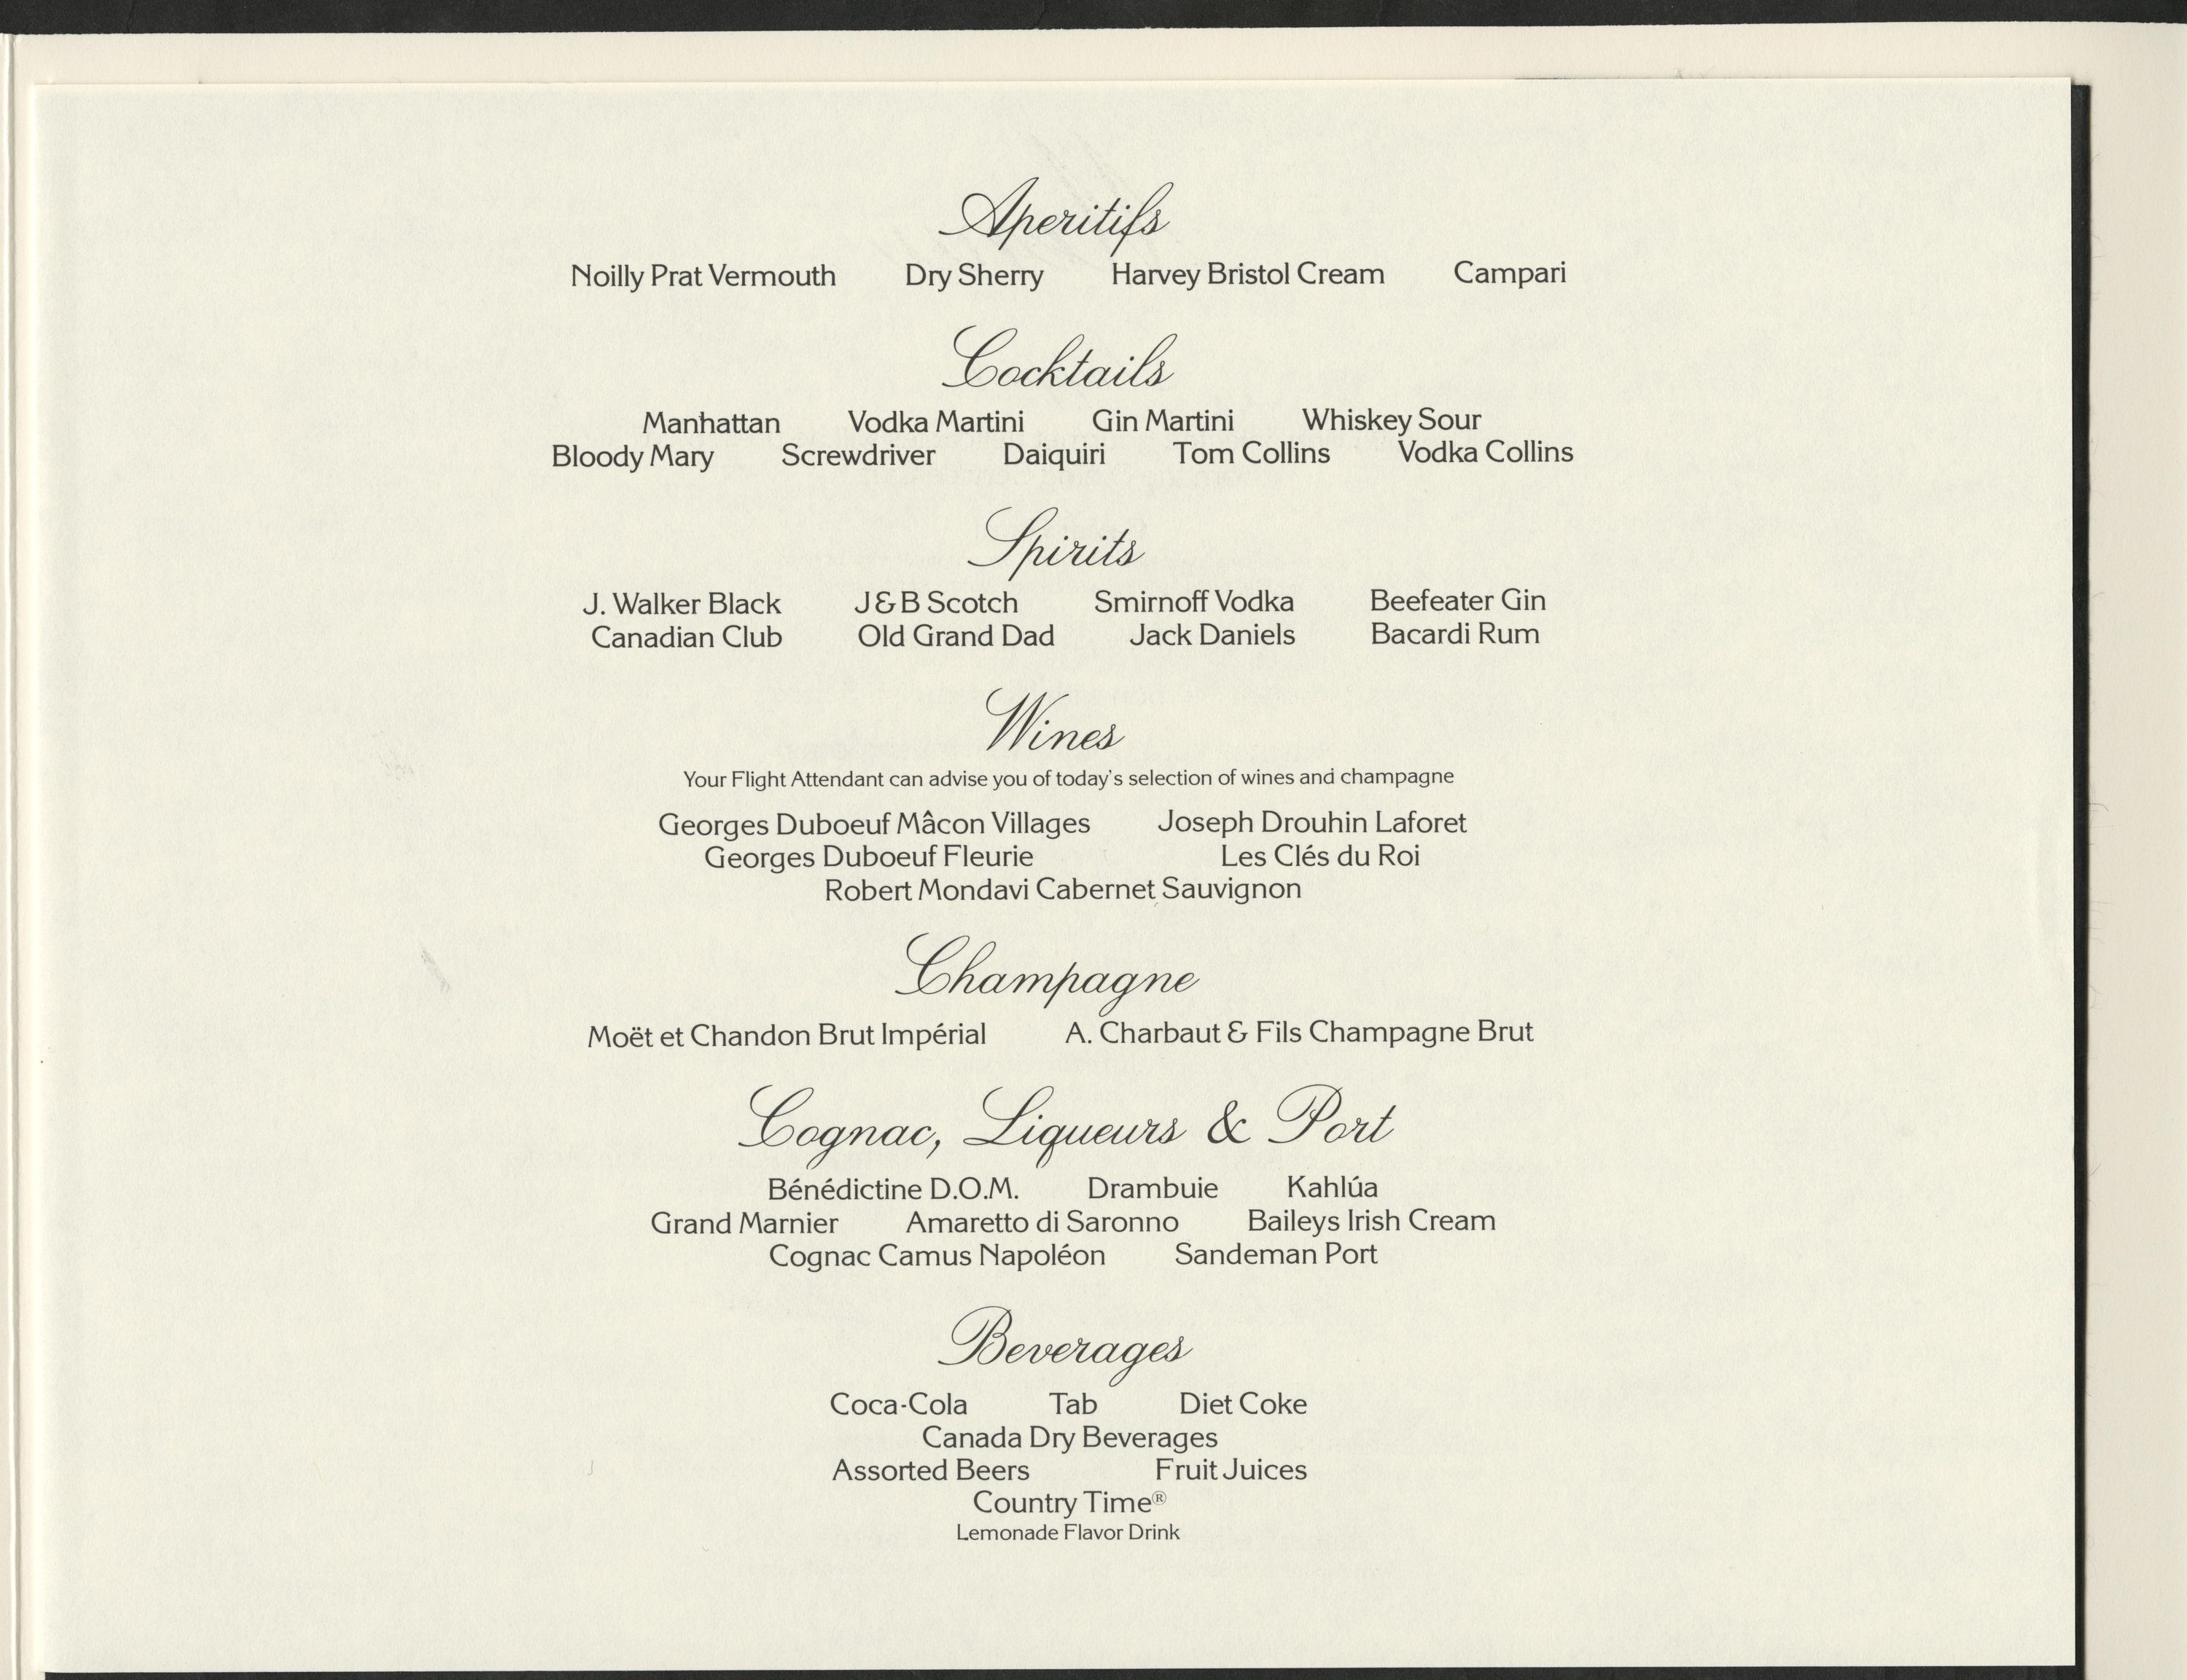 Aperitifs
Noilly Prat Vermouth Dry Sherry Harvey Bristol Cream Campari
Cocktails
Manhattan Vodka Martini Gin Martini Whiskey Sour
Bloody Mary Screwdriver Daiquiri Tom Collins Vodka Collins
Spirits
J. Walker Black J&B Scotch Smirnoff Vodka Beefeater Gin
Canadian Club Old Grand Dad Jack Daniels Bacardi Rum
Wines
Your Flight Attendant can advise you of today's selection of wines and champagne
Georges Duboeuf Mâcon Villages Joseph Drouhin Laforet
Georges Duboeuf Fleurie Les Clés du Roi
Robert Mondavi Cabernet Sauvignon
Champagne
Moët et Chandon Brut Impérial A. Charbaut & Fils Champagne Brut
Cognac, Liqueurs & Port
Bénédictine D.O.M. Drambuie Kahlúa
Grand Marnier Amaretto di Saronno Baileys Irish Cream
Cognac Camus Napoléon Sandeman Port
Beverages
Coca-Cola Tab Diet Coke
Canada Dry Beverages
Assorted Beers Fruit Juices
Country Time®
Lemonade Flavor Drink